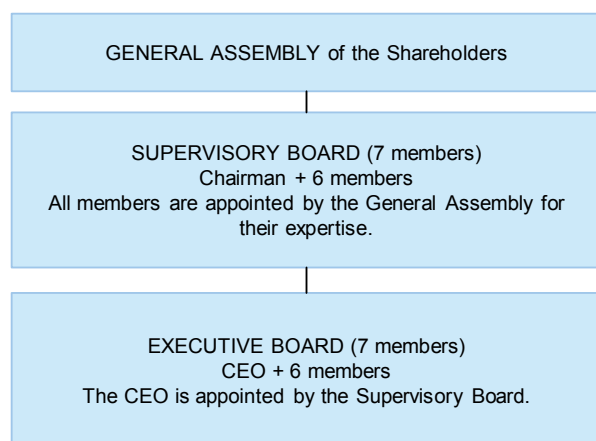 GENERAL ASSEMBLY of the Shareholders
SUPERVISORY BOARD (7 members)
Chairman + 6 members
All members are appointed by the General Assembly for
their expertise.
EXECUTIVE BOARD (7 members)
CEO + 6 members
The CEO is appointed by the Supervisory Board.